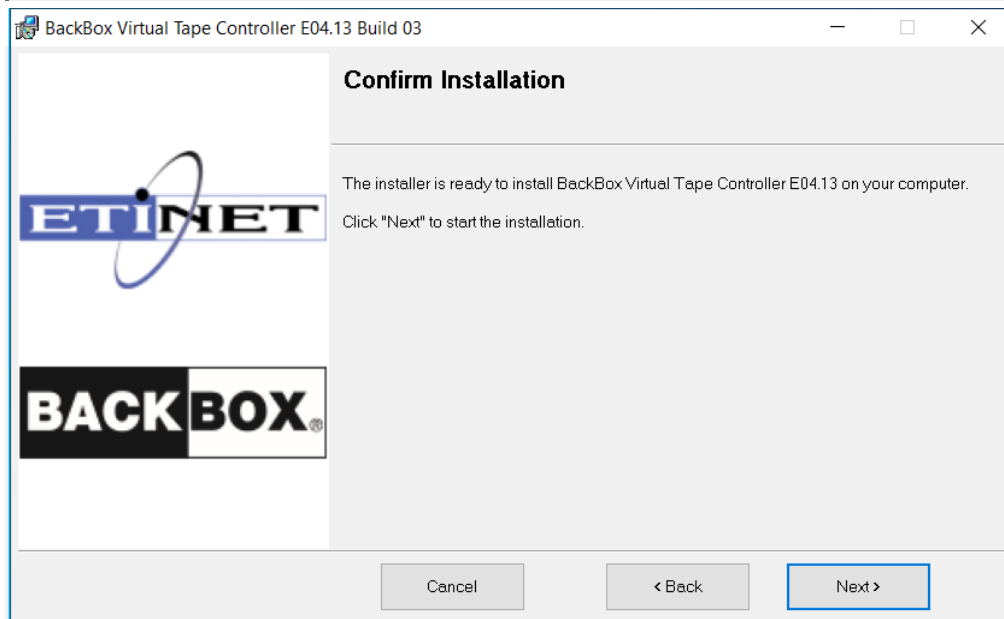 BackBox Virtual Tape Controller E04.13 Build 03
Confirm Installation
ETINET
The installer is ready to install BackBox Virtual Tape Controller E04.13 on your computer.
Click "Next" to start the installation.
BACKBOX®
Cancel
< Back
Next >